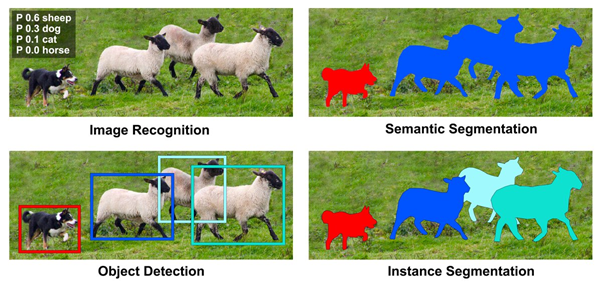 P 0.6 sheep
P 0.3 dog
P 0.1 cat
P 0.0 horse
Image Recognition
Semantic Segmentation
Object Detection
Instance Segmentation